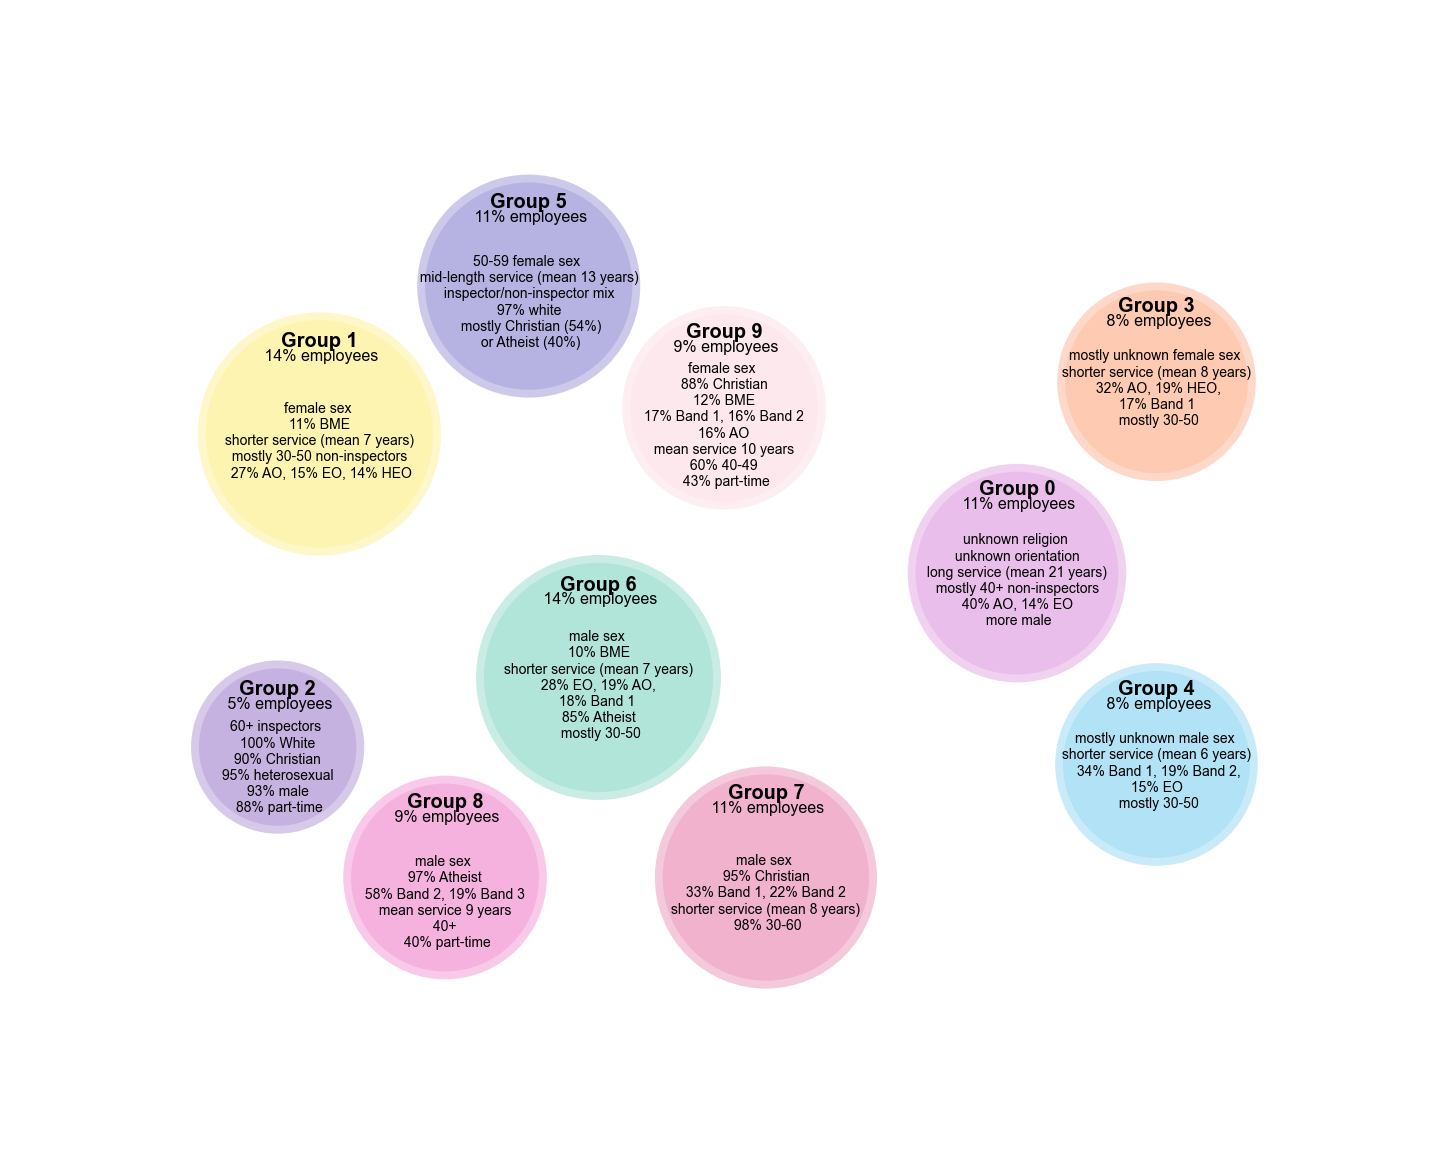 Group 5
11% employees
50-59 female sex
mid-length service (mean 13 years)
inspector/non-inspector mix
97% white
mostly Christian (54%)
or Atheist (40%)
Group 1
14% employees
female sex
11% BME
shorter service (mean 7 years)
mostly 30-50 non-inspectors
27% AO, 15% EO, 14% HEO
Group 9
9% employees
female sex
88% Christian
12% BME
17% Band 1, 16% Band 2
16% AO
mean service 10 years
60% 40-49
43% part-time
Group 3
8% employees
mostly unknown female sex
shorter service (mean 8 years)
32% AO, 19% HEO,
17% Band 1
mostly 30-50
Group 0
11% employees
unknown religion
unknown orientation
long service (mean 21 years)
mostly 40+ non-inspectors
40% AO, 14% EO
more male
Group 6
14% employees
male sex
10% BME
shorter service (mean 7 years)
28% EO, 19% AO,
18% Band 1
85% Atheist
mostly 30-50
Group 2
5% employees
60+ inspectors
100% White
90% Christian
95% heterosexual
93% male
88% part-time
Group 8
9% employees
male sex
97% Atheist
58% Band 2, 19% Band 3
mean service 9 years
40+
40% part-time
Group 7
11% employees
male sex
95% Christian
33% Band 1, 22% Band 2
shorter service (mean 8 years)
98% 30-60
Group 4
8% employees
mostly unknown male sex
shorter service (mean 6 years)
34% Band 1, 19% Band 2,
15% EO
mostly 30-50